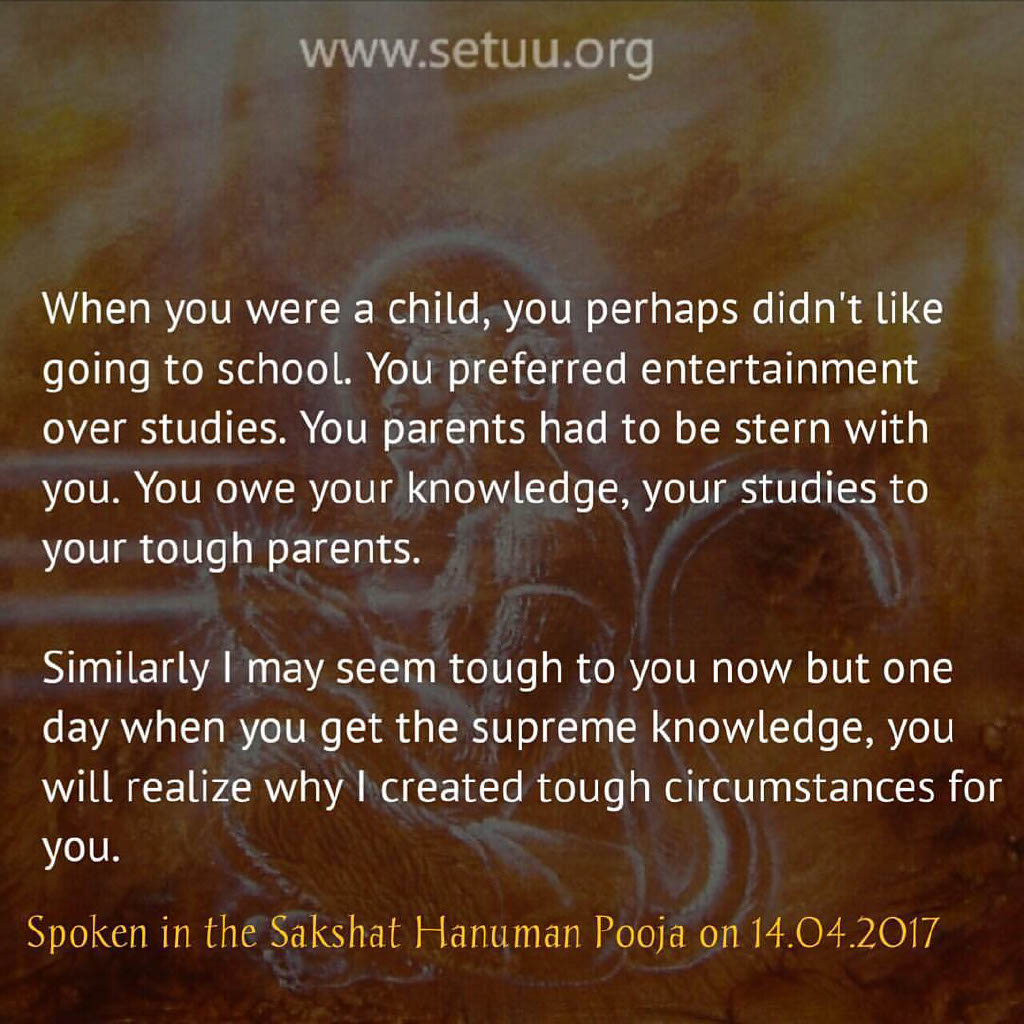 www.setuu.org
When you were a child, you perhaps didn't like
going to school. You preferred entertainment
over studies. You parents had to be stern with
you. You owe your knowledge, your studies to
your tough parents.
Similarly I may seem tough to you now but one
day when you get the supreme knowledge, you
will realize why I created tough circumstances for
you.
Spoken in the Sakshat Hanuman Pooja on 14.04.2017